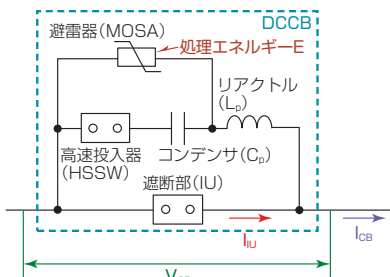 DCCB
避雷器(MOSA)
処理エネルギーE
リアクトル
(Lp)
高速投入器
(HSSW)
コンデンサ(Cp)
遮断部(IU)
IIU
ICB